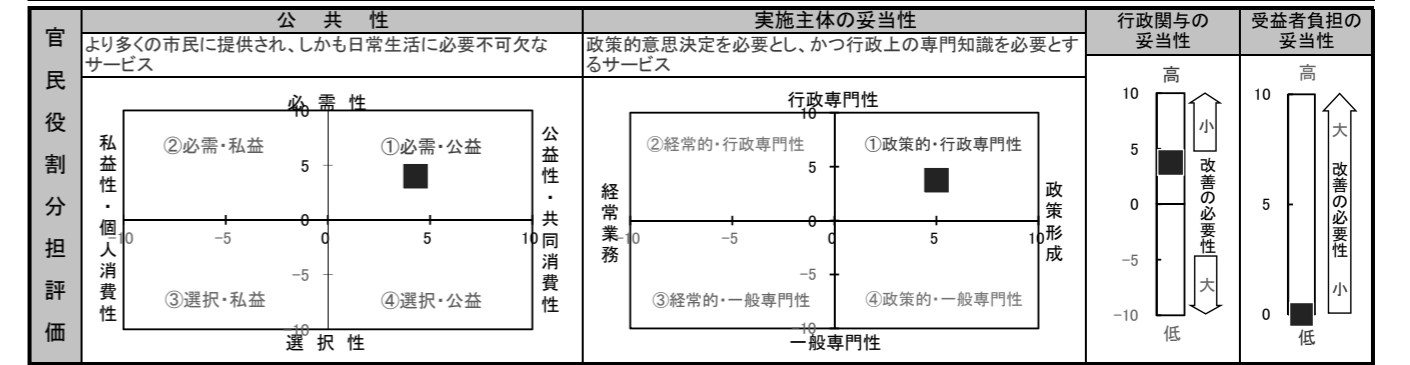 官民役割分担評価
公 共 性
より多くの市民に提供され、しかも日常生活に必要不可欠な
サービス
必 需 性
10
②必需・私益
①必需・公益
5
私益性・個人消費性
公益性・共同消費性
0
-10
-5
0
5
10
-5
③選択・私益
④選択・公益
-10
選 択 性
実施主体の妥当性
政策的意思決定を必要とし、かつ行政上の専門知識を必要とす
るサービス
行政専門性
10
②経常的・行政専門性
①政策的・行政専門性
5
経常業務
政策形成
0
-10
-5
0
5
10
-5
③経常的・一般専門性
④政策的・一般専門性
-10
一般専門性
行政関与の
妥当性
高
10
5
0
-5
-10
小
改善の必要性
大
低
受益者負担の
妥当性
高
10
5
0
大
改善の必要性
小
低